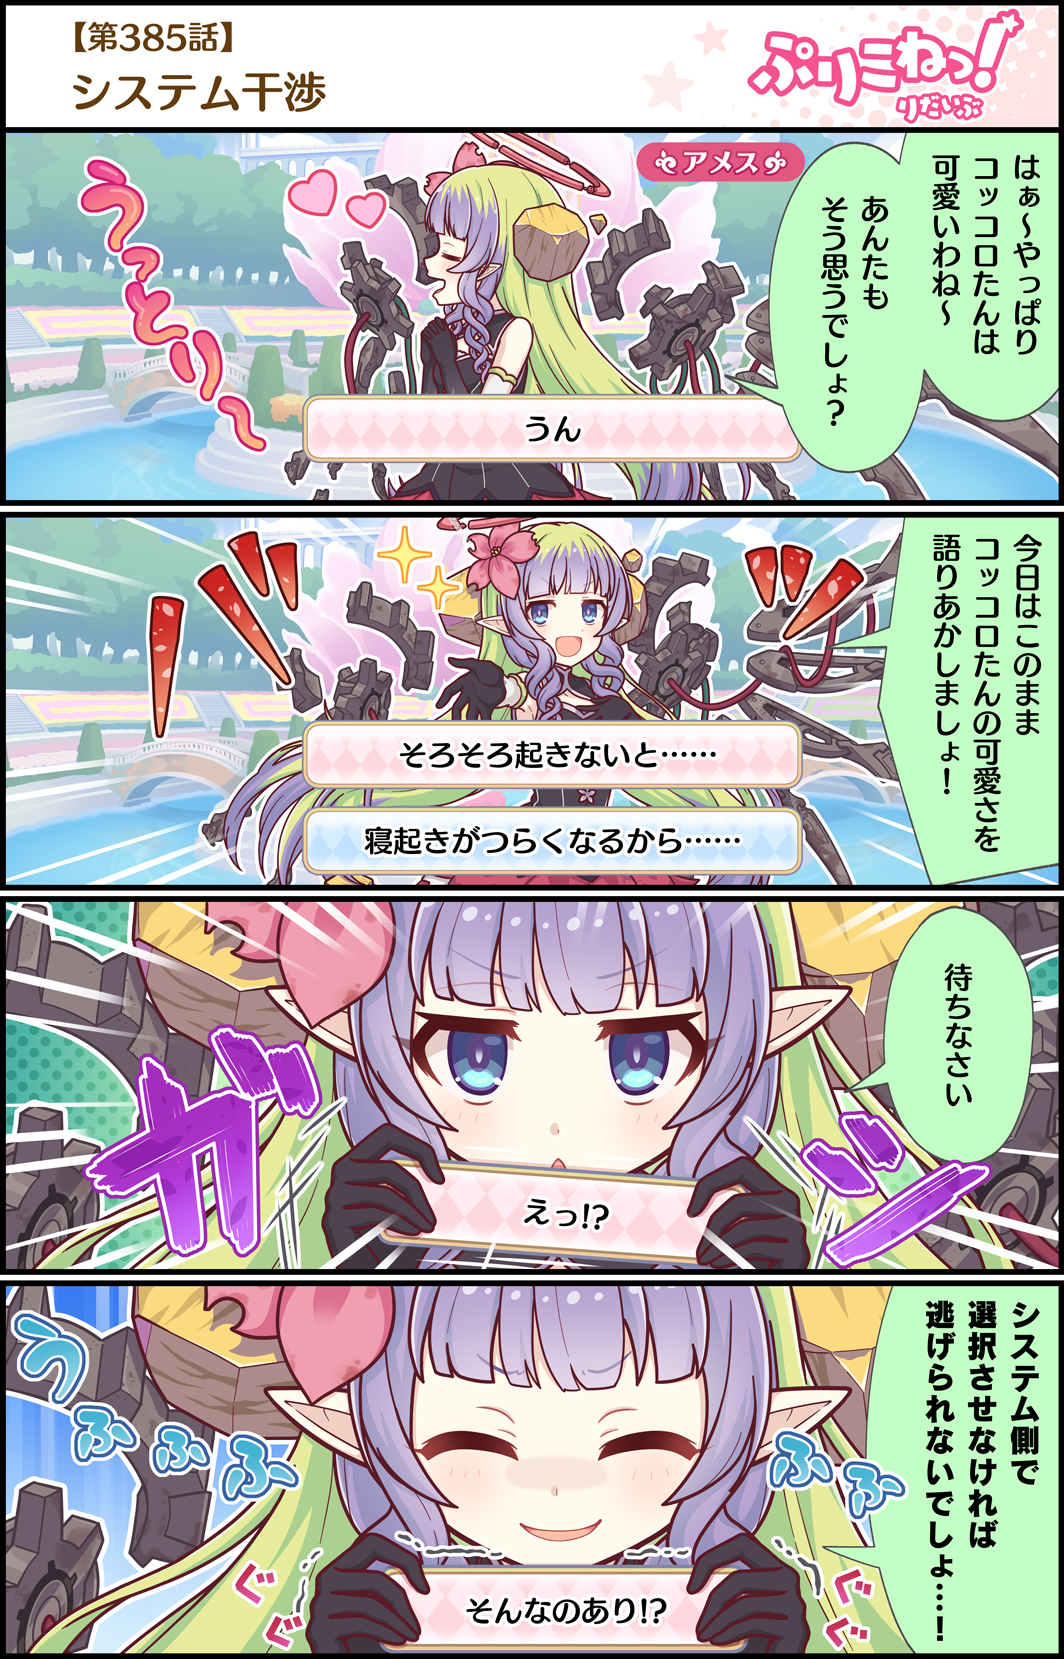 【第385話】
システム干渉
ぷりこねっ!
りだいぶ
アメス
はぁ~やっぱり
コッコロたんは
可愛いわね~
あんたも
そう思うでしょ?
うっとりぃ~
うん
今日はこのまま
コッコロたんの可愛さを
語りあかしましょ!
そろそろ起きないと……
寝起きがつらくなるから……
待ちなさい
ガシ
えっ!?
システム側で
選択させなければ
逃げられないでしょ…!
うふふふ
ふふ
ぐ
ぐ
ぐ
ぐ
そんなのあり!?